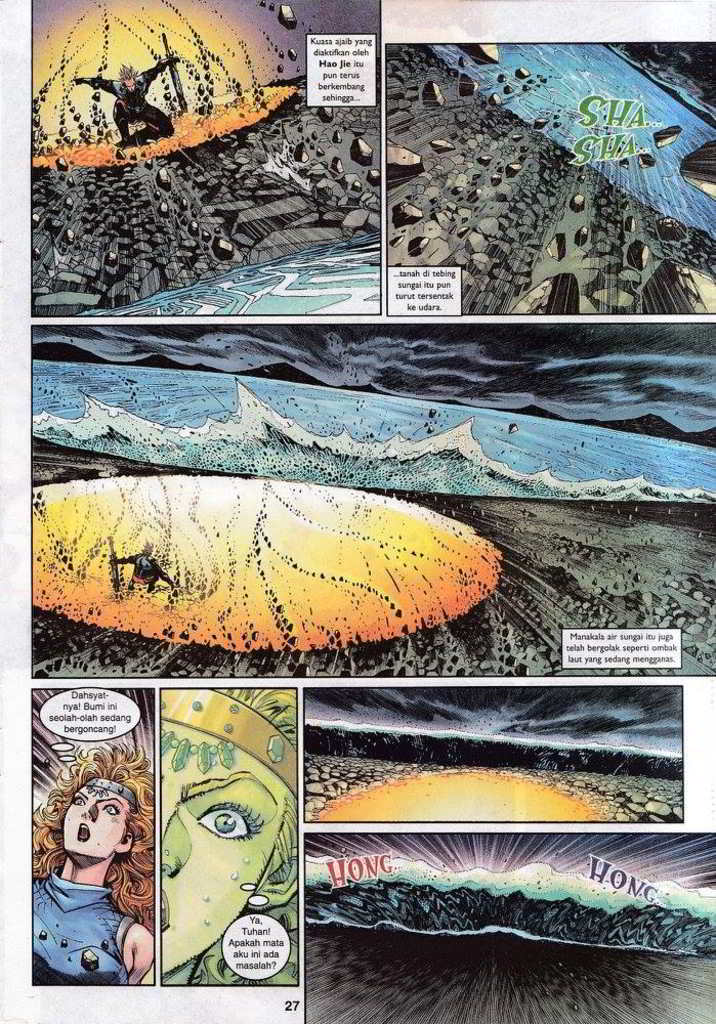 Kuasa ajaib yang
diaktifkan oleh
Hao Jie itu
pun terus
berkembang
sehingga...
SHA...
SHA...
...tanah di tebing
sungai itu pun
turut tersentak
ke udara.
Manakala air sungai itu juga
telah bergolak seperti ombak
laut yang sedang mengganas.
Dahsyat-
nya! Bumi ini
seolah-olah sedang
bergoncang!
Ya,
Tuhan!
Apakah mata
aku ini ada
masalah?
HONG
HONG
27